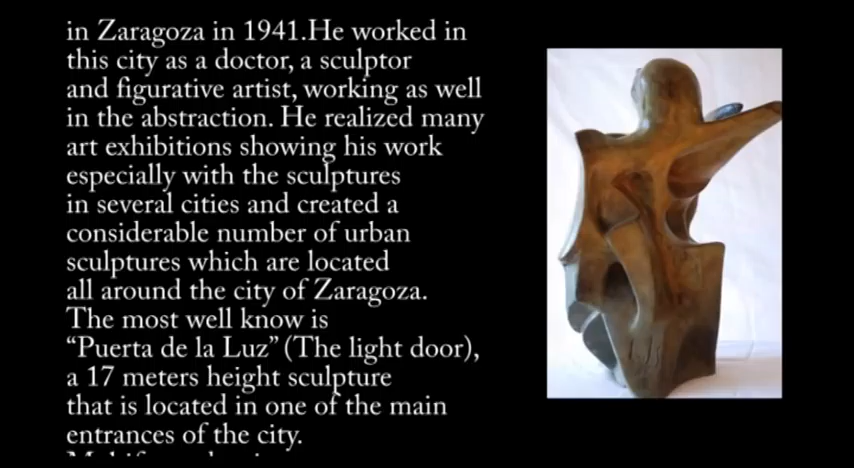 in Zaragoza in 1941.He worked in
this city as a doctor, a sculptor
and figurative artist, working as well
in the abstraction. He realized many
art exhibitions showing his work
especially with the sculptures
in several cities and created a
considerable number of urban
sculptures which are located
all around the city of Zaragoza.
The most well know is
“Puerta de la Luz” (The light door),
a 17 meters height sculpture
that is located in one of the main
entrances of the city.